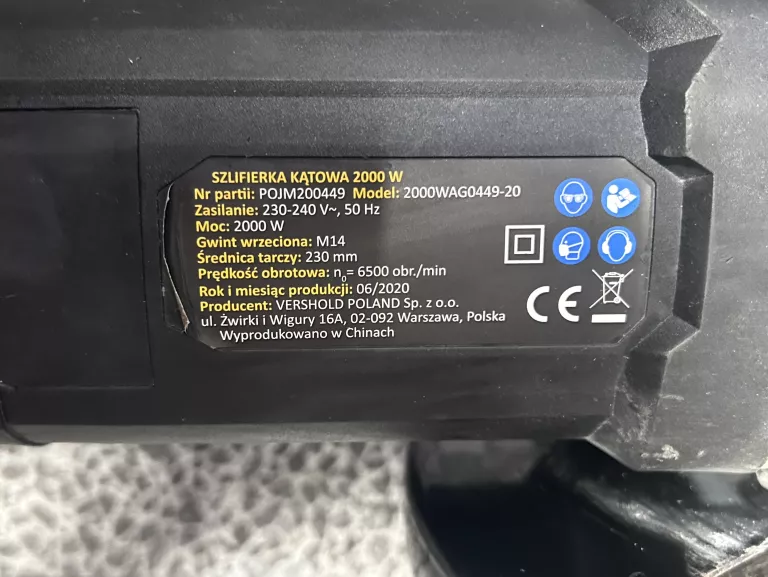 SZLIFIERKA KĄTOWA 2000 W
Nr partii: POJM200449 Model: 2000WAG0449-20
Zasilanie: 230-240 V~, 50 Hz
Moc: 2000 W
Gwint wrzeciona: M14
Średnica tarczy: 230 mm
Prędkość obrotowa: n₀= 6500 obr./min
Rok i miesiąc produkcji: 06/2020
Producent: VERSHOLD POLAND Sp. z o.o.
ul. Żwirki i Wigury 16A, 02-092 Warszawa, Polska
Wyprodukowano w Chinach
CE